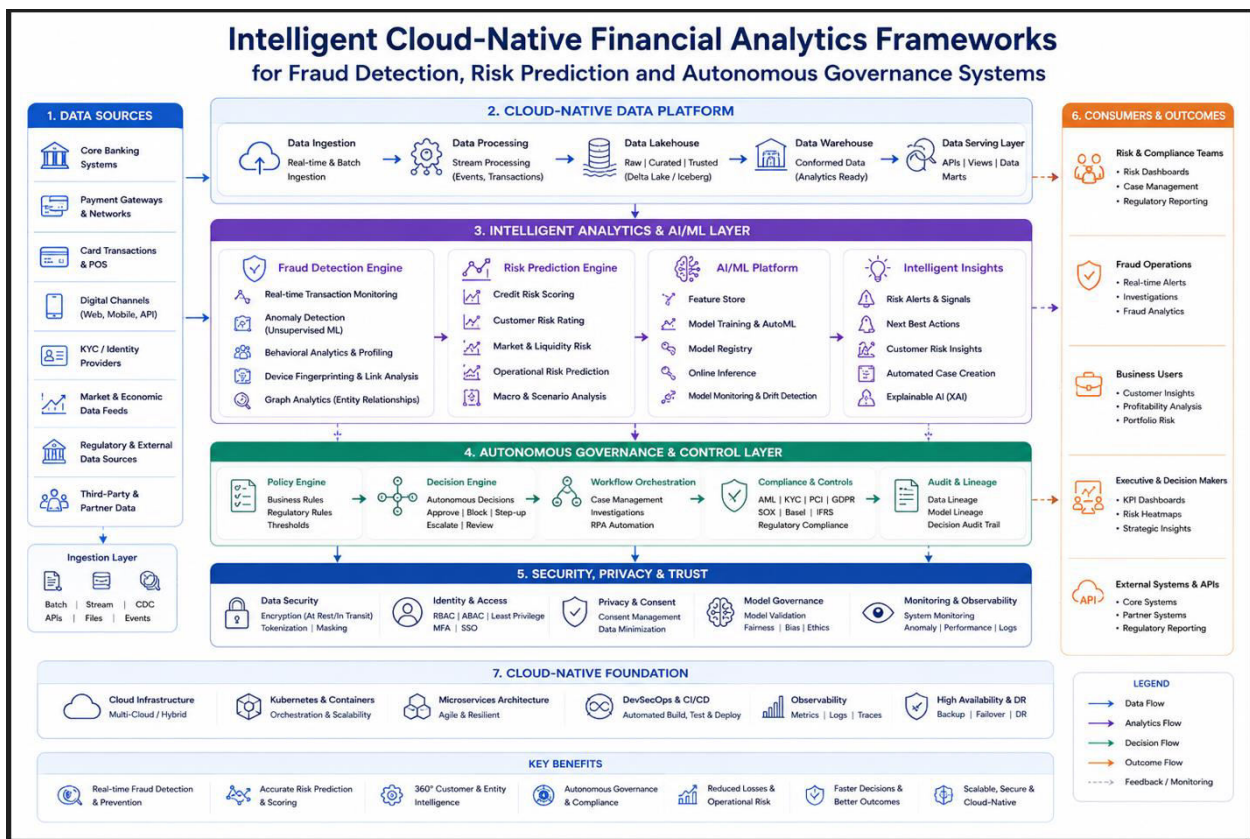 Intelligent Cloud-Native Financial Analytics Frameworks
for Fraud Detection, Risk Prediction and Autonomous Governance Systems
1. DATA SOURCES
Core Banking
Systems
Payment Gateways
& Networks
Card Transactions
& POS
Digital Channels
(Web, Mobile, API)
KYC / Identity
Providers
Market & Economic
Data Feeds
Regulatory & External
Data Sources
Third-Party &
Partner Data
Ingestion Layer
Batch | Stream | CDC
APIs | Files | Events
2. CLOUD-NATIVE DATA PLATFORM
Data Ingestion
Real-time & Batch
Ingestion
Data Processing
Stream Processing
(Events, Transactions)
Data Lakehouse
Raw | Curated | Trusted
(Delta Lake / Iceberg)
Data Warehouse
Conformed Data
(Analytics Ready)
Data Serving Layer
APIs | Views | Data
Marts
3. INTELLIGENT ANALYTICS & AI/ML LAYER
Fraud Detection Engine
Real-time Transaction Monitoring
Anomaly Detection
(Unsupervised ML)
Behavioral Analytics & Profiling
Device Fingerprinting & Link Analysis
Graph Analytics (Entity Relationships)
Risk Prediction Engine
Credit Risk Scoring
Customer Risk Rating
Market & Liquidity Risk
Operational Risk Prediction
Macro & Scenario Analysis
AI/ML Platform
Feature Store
Model Training & AutoML
Model Registry
Online Inference
Model Monitoring & Drift Detection
Intelligent Insights
Risk Alerts & Signals
Next Best Actions
Customer Risk Insights
Automated Case Creation
Explainable AI (XAI)
4. AUTONOMOUS GOVERNANCE & CONTROL LAYER
Policy Engine
Business Rules
Regulatory Rules
Thresholds
Decision Engine
Autonomous Decisions
Approve | Block | Step-up
Escalate | Review
Workflow Orchestration
Case Management
Investigations
RPA Automation
Compliance & Controls
AML | KYC | PCI | GDPR
SOX | Basel | IFRS
Regulatory Compliance
Audit & Lineage
Data Lineage
Model Lineage
Decision Audit Trail
5. SECURITY, PRIVACY & TRUST
Data Security
Encryption (At Rest/In Transit)
Tokenization | Masking
Identity & Access
RBAC | ABAC | Least Privilege
MFA | SSO
Privacy & Consent
Consent Management
Data Minimization
Model Governance
Model Validation
Fairness | Bias | Ethics
Monitoring & Observability
System Monitoring
Anomaly | Performance | Logs
6. CONSUMERS & OUTCOMES
Risk & Compliance Teams
• Risk Dashboards
• Case Management
• Regulatory Reporting
Fraud Operations
• Real-time Alerts
• Investigations
• Fraud Analytics
Business Users
• Customer Insights
• Profitability Analysis
• Portfolio Risk
Executive & Decision Makers
• KPI Dashboards
• Risk Heatmaps
• Strategic Insights
API
External Systems & APIs
• Core Systems
• Partner Systems
• Regulatory Reporting
7. CLOUD-NATIVE FOUNDATION
Cloud Infrastructure
Multi-Cloud / Hybrid
Kubernetes & Containers
Orchestration & Scalability
Microservices Architecture
Agile & Resilient
DevSecOps & CI/CD
Automated Build, Test & Deploy
Observability
Metrics | Logs | Traces
High Availability & DR
Backup | Failover | DR
LEGEND
Data Flow
Analytics Flow
Decision Flow
Outcome Flow
Feedback / Monitoring
KEY BENEFITS
Real-time Fraud Detection
& Prevention
Accurate Risk Prediction
& Scoring
360° Customer & Entity
Intelligence
Autonomous Governance
& Compliance
Reduced Losses &
Operational Risk
Faster Decisions &
Better Outcomes
Scalable, Secure &
Cloud-Native